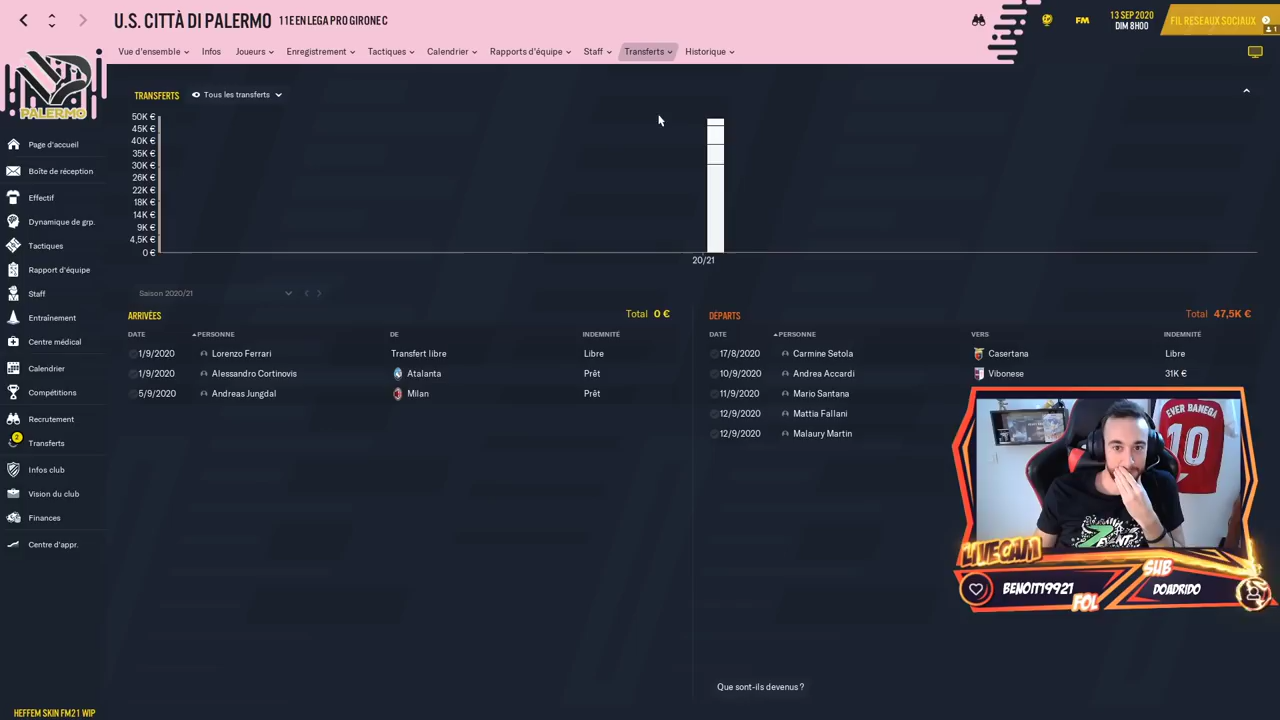 U.S. CITTÀ DI PALERMO 11E EN LEGA PRO GIRONE C
FM
13 SEP 2020
DIM 8H00
FIL RESEAUX SOCIAUX
1
Vue d'ensemble Infos Joueurs Enregistrement Tactiques Calendrier Rapports d'équipe Staff Transferts Historique
PALERMO
Page d'accueil
Boîte de réception
Effectif
Dynamique de grp.
Tactiques
Rapport d'équipe
Staff
Entraînement
Centre médical
Calendrier
Compétitions
Recrutement
2
Transferts
Infos club
Vision du club
Finances
Centre d'appr.
HEFFEM SKIN FM21 WIP
TRANSFERTS Tous les transferts
50K €
45K €
40K €
35K €
30K €
26K €
22K €
18K €
14K €
9K €
4,5K €
0 €
20/21
Saison 2020/21
ARRIVÉES Total 0 €
DATE PERSONNE DE INDEMNITÉ
1/9/2020 Lorenzo Ferrari Transfert libre Libre
1/9/2020 Alessandro Cortinovis Atalanta Prêt
5/9/2020 Andreas Jungdal Milan Prêt
DÉPARTS Total 47,5K €
DATE PERSONNE VERS INDEMNITÉ
17/8/2020 Carmine Setola Casertana Libre
10/9/2020 Andrea Accardi Vibonese 31K €
11/9/2020 Mario Santana
12/9/2020 Mattia Fallani
12/9/2020 Malaury Martin
Que sont-ils devenus ?
EVER BANEGA
10
LIVECAM
BENOIT19921
FOL
SUB
DOADRIDO